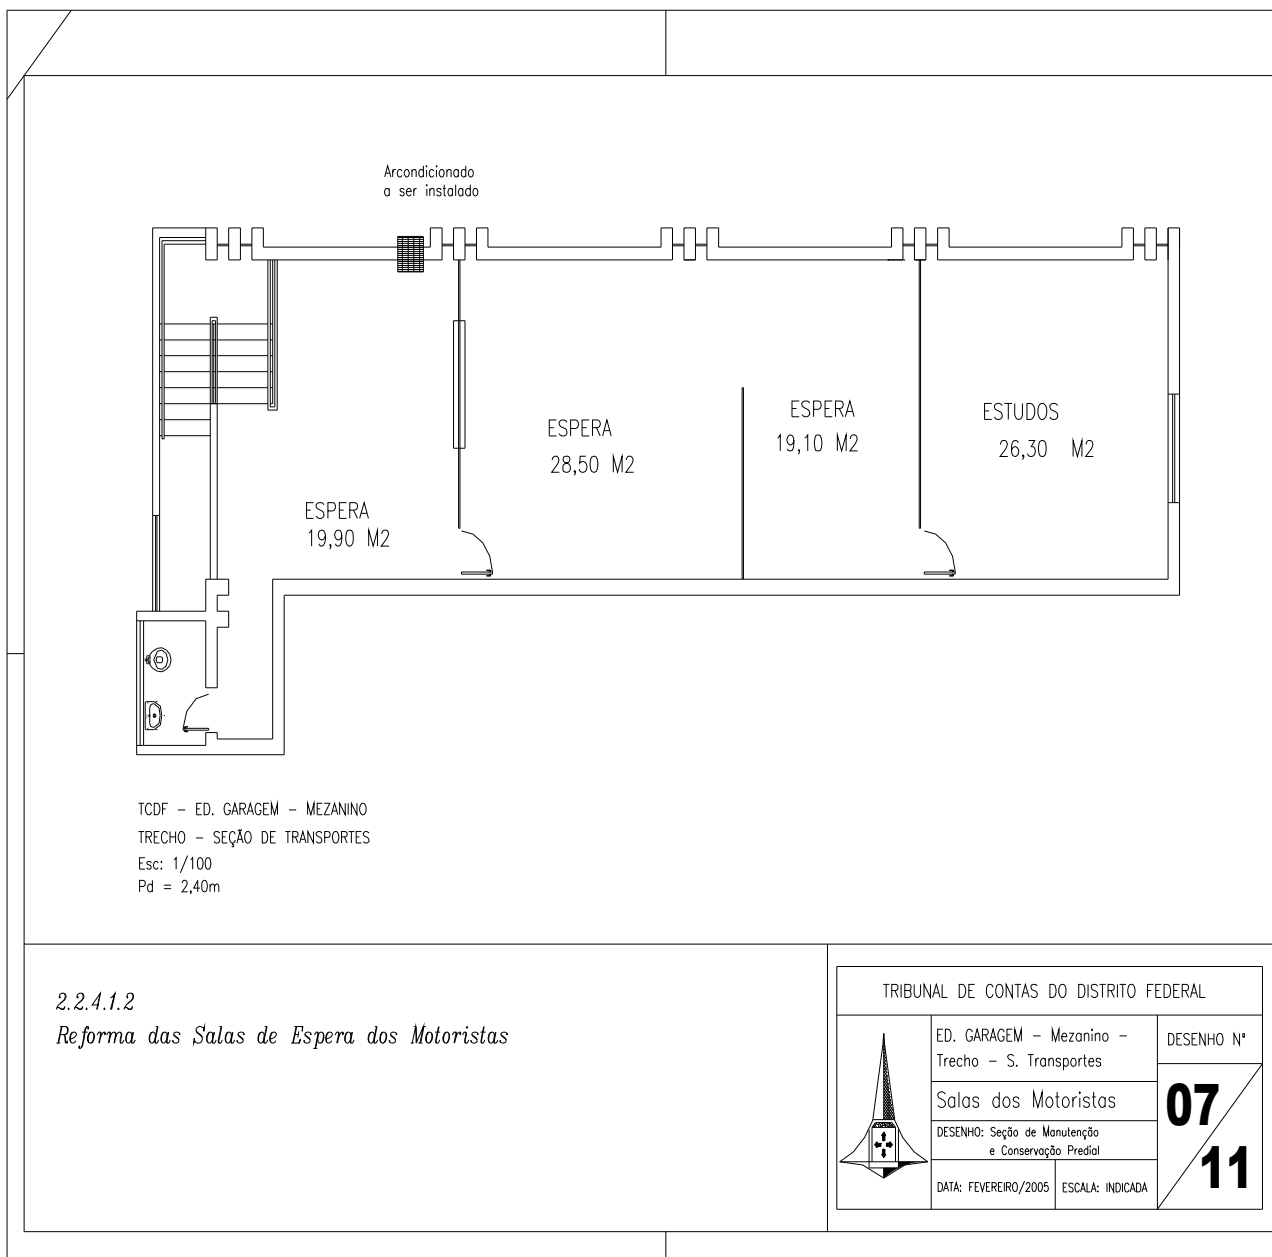 Arcondicionado
a ser instalado
ESPERA
28,50 M2
ESPERA
19,10 M2
ESTUDOS
26,30 M2
ESPERA
19,90 M2
TCDF - ED. GARAGEM - MEZANINO
TRECHO - SEÇÃO DE TRANSPORTES
Esc: 1/100
Pd = 2,40m
2.2.4.1.2
Reforma das Salas de Espera dos Motoristas
TRIBUNAL DE CONTAS DO DISTRITO FEDERAL
ED. GARAGEM - Mezanino -
Trecho - S. Transportes
DESENHO Nº
Salas dos Motoristas
DESENHO: Seção de Manutenção
e Conservação Predial
DATA: FEVEREIRO/2005
ESCALA: INDICADA
07
11